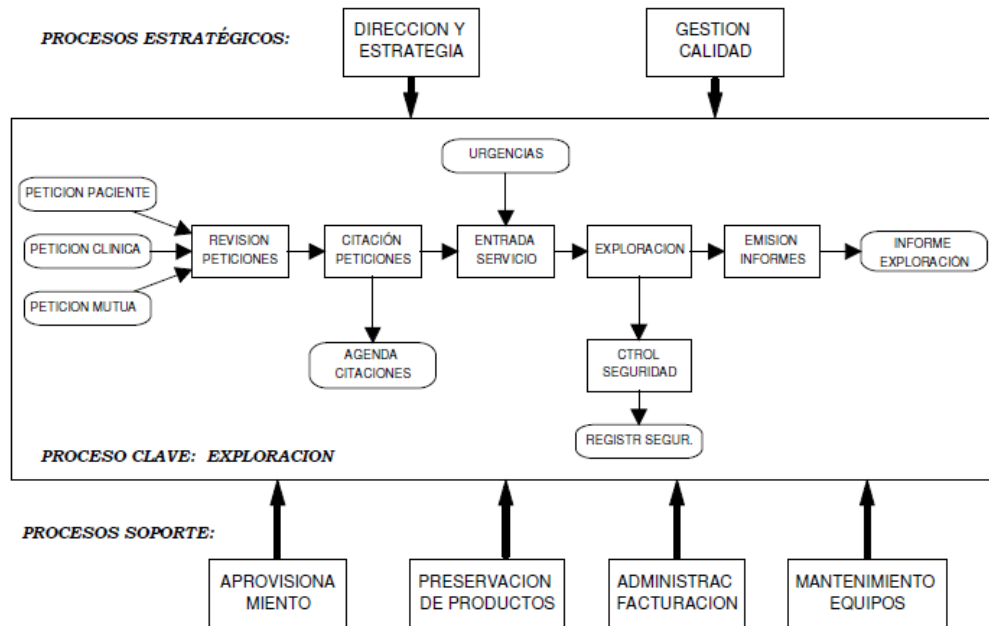 PROCESOS ESTRATÉGICOS:
DIRECCION Y
ESTRATEGIA
GESTION
CALIDAD
URGENCIAS
PETICION PACIENTE
PETICION CLINICA
PETICION MUTUA
REVISION
PETICIONES
CITACIÓN
PETICIONES
ENTRADA
SERVICIO
EXPLORACION
EMISION
INFORMES
INFORME
EXPLORACIÓN
AGENDA
CITACIONES
CTROL
SEGURIDAD
REGISTR SEGUR.
PROCESO CLAVE: EXPLORACION
PROCESOS SOPORTE:
APROVISIONA
MIENTO
PRESERVACION
DE PRODUCTOS
ADMINISTRAC
FACTURACION
MANTENIMIENTO
EQUIPOS